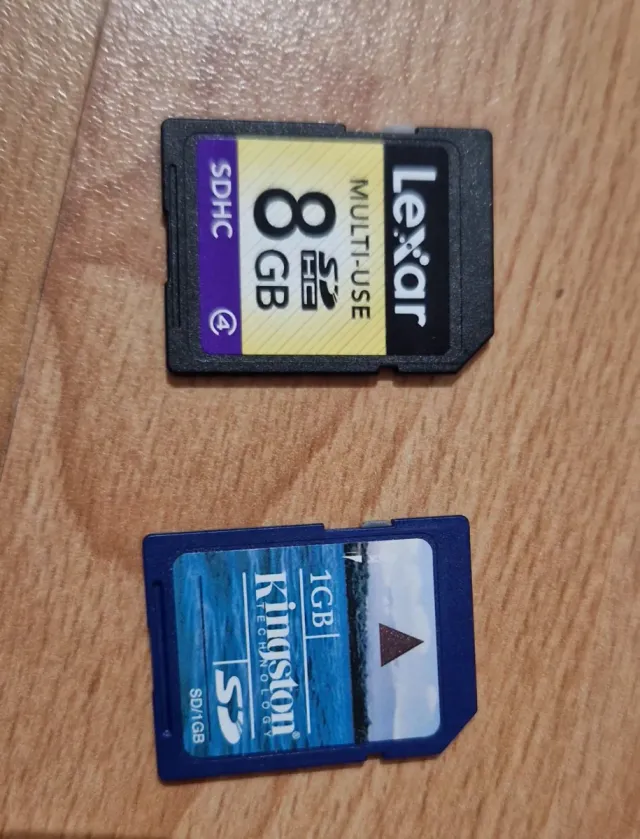 Lexar
MULTI-USE
8 GB
SD
HC
SDHC
4
1GB
Kingston®
TECHNOLOGY
SD
SD/1GB